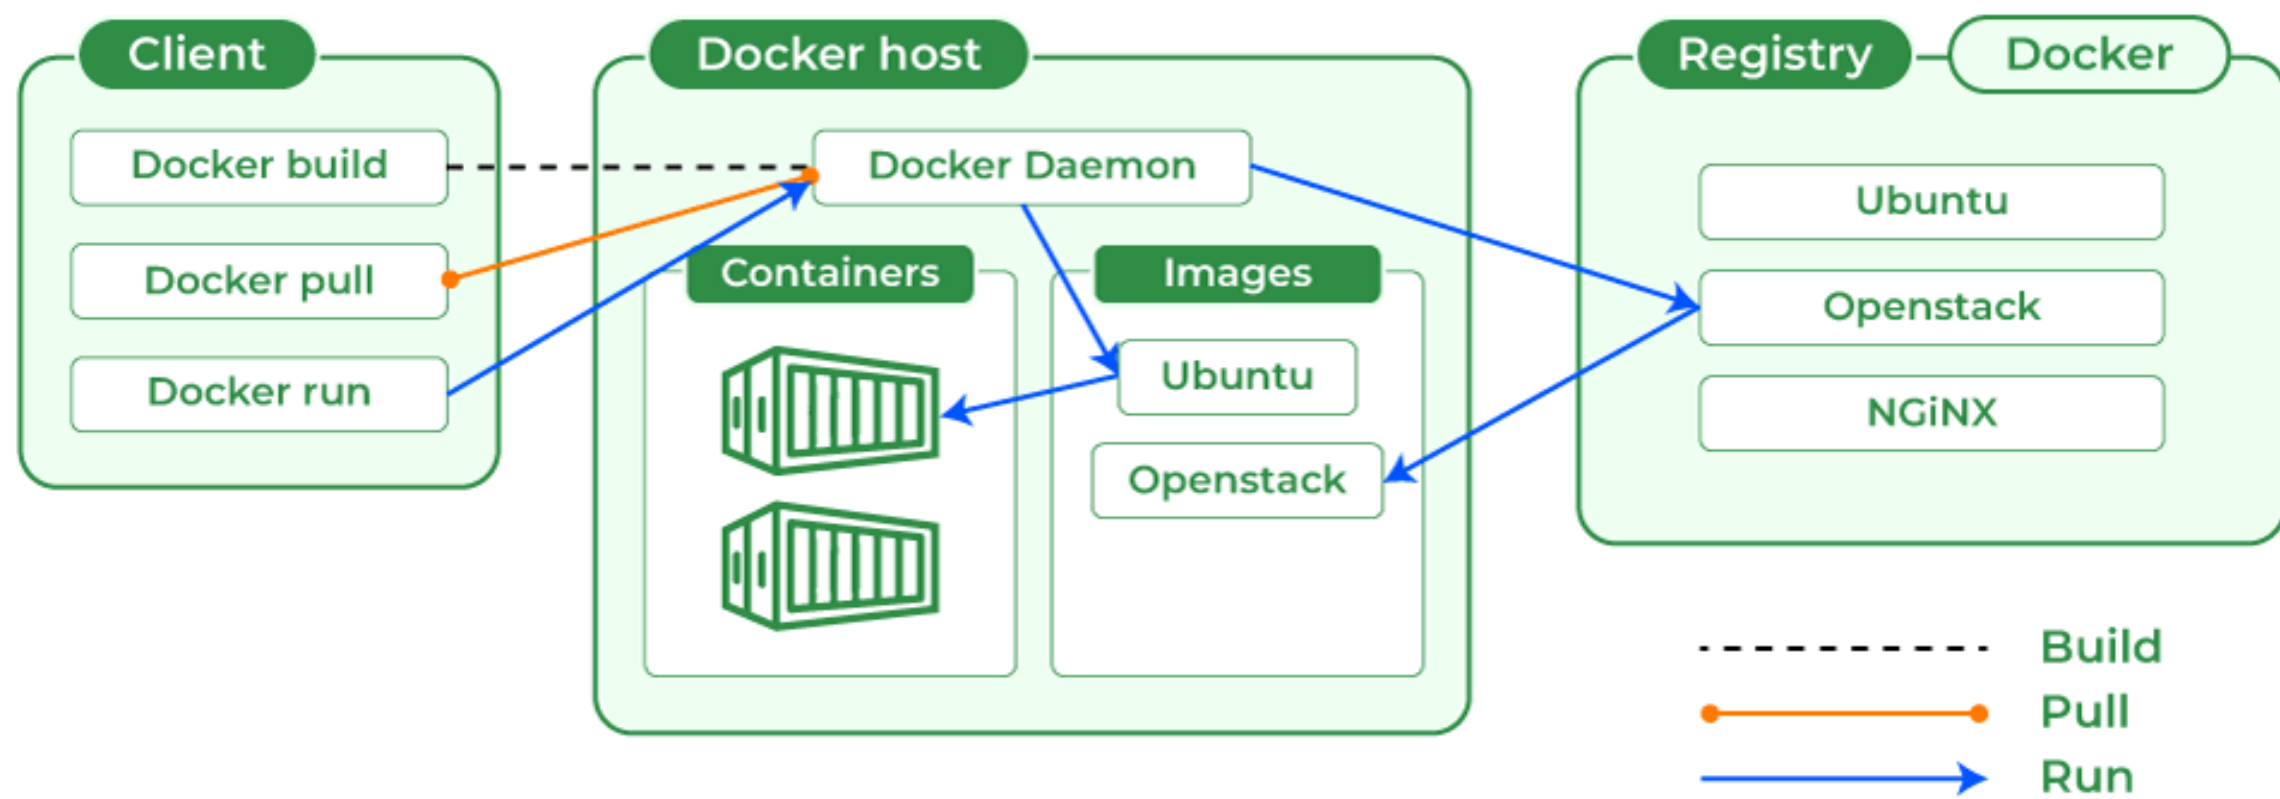 Client
Docker build
Docker pull
Docker run
Docker host
Docker Daemon
Containers
Images
Ubuntu
Openstack
Registry
Docker
Ubuntu
Openstack
NGiNX
Build
Pull
Run